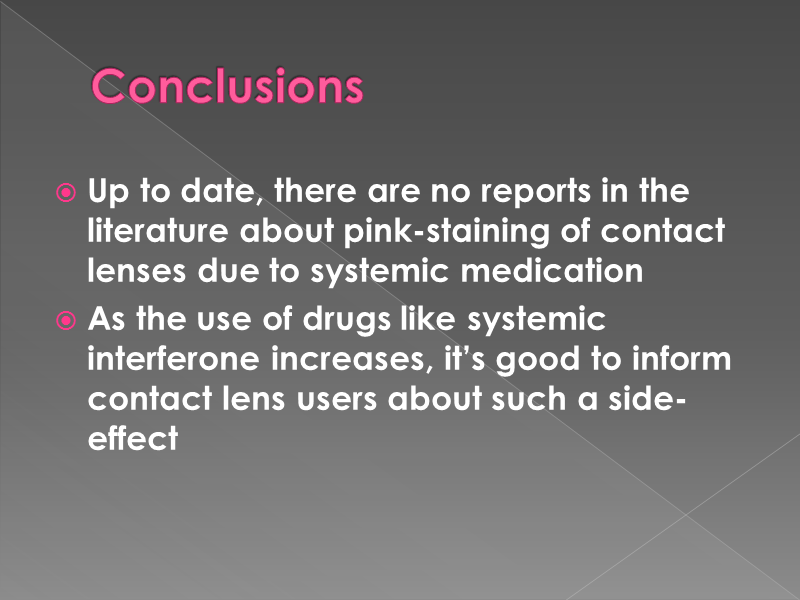 Conclusions
Up to date, there are no reports in the
literature about pink-staining of contact
lenses due to systemic medication
As the use of drugs like systemic
interferone increases, it’s good to inform
contact lens users about such a side-
effect